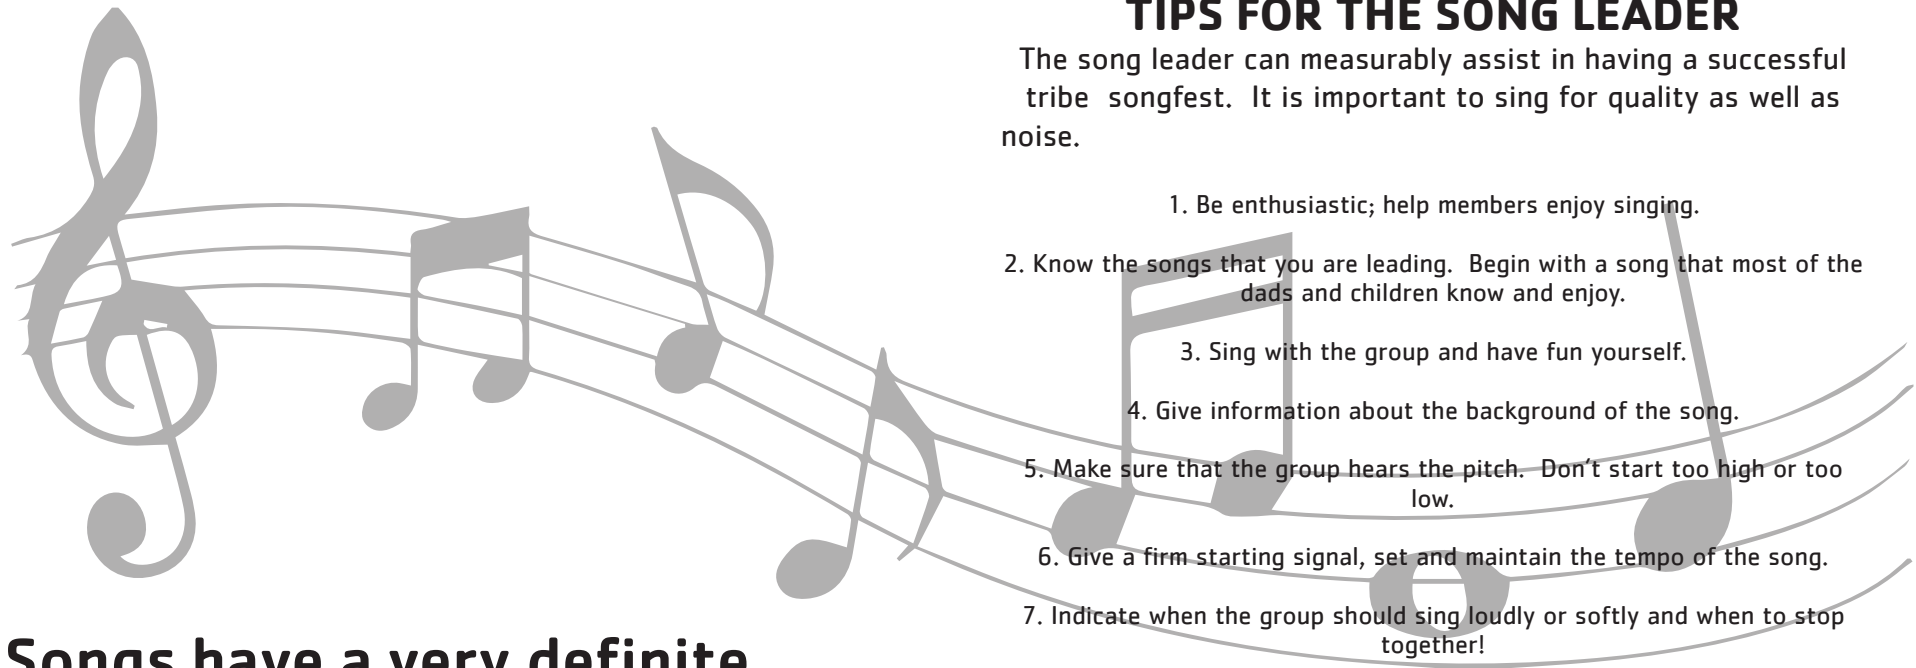 TIPS FOR THE SONG LEADER
The song leader can measurably assist in having a successful
tribe songfest. It is important to sing for quality as well as
noise.
1. Be enthusiastic; help members enjoy singing.
2. Know the songs that you are leading. Begin with a song that most of the
dads and children know and enjoy.
3. Sing with the group and have fun yourself.
4. Give information about the background of the song.
5. Make sure that the group hears the pitch. Don't start too high or too
low.
6. Give a firm starting signal, set and maintain the tempo of the song.
7. Indicate when the group should sing loudly or softly and when to stop
together!
Songs have a very definite